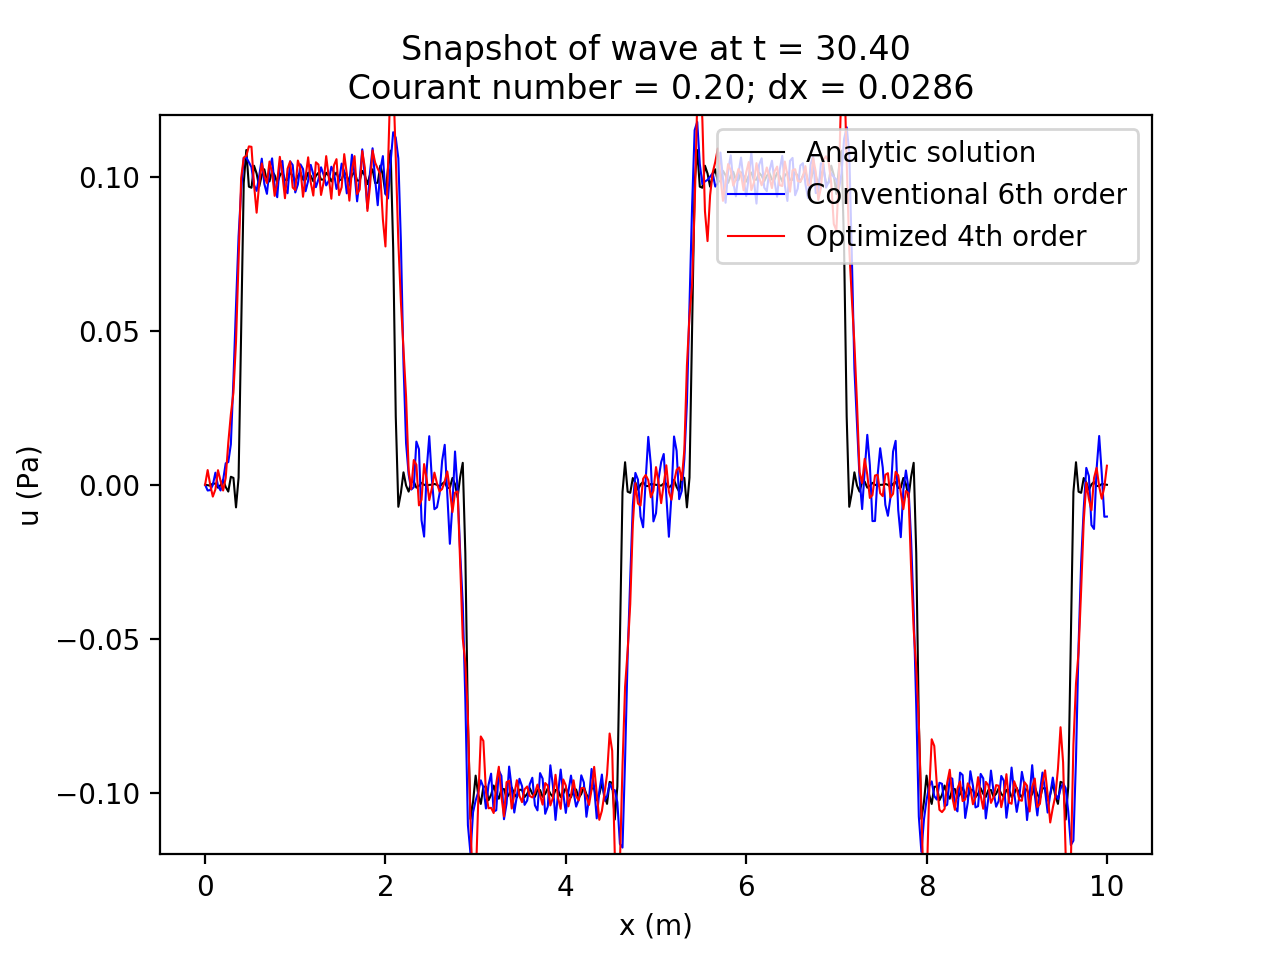 Snapshot of wave at t = 30.40
Courant number = 0.20; dx = 0.0286
Analytic solution
Conventional 6th order
Optimized 4th order
0.10
0.05
0.00
−0.05
−0.10
u (Pa)
0 2 4 6 8 10
x (m)